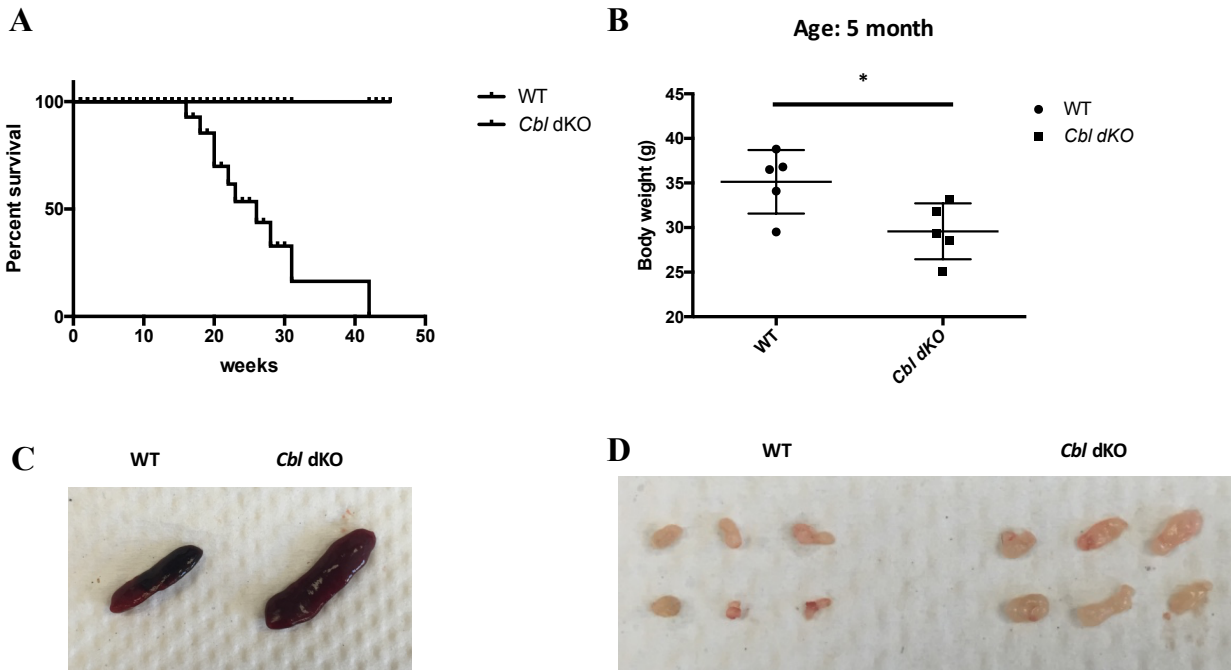 A
Percent survival
100
50
0
0 10 20 30 40 50
weeks
WT
Cbl dKO
B
Age: 5 month
*
Body weight (g)
45
40
35
30
25
20
WT
Cbl dKO
WT
Cbl dKO
C
WT Cbl dKO
D
WT Cbl dKO